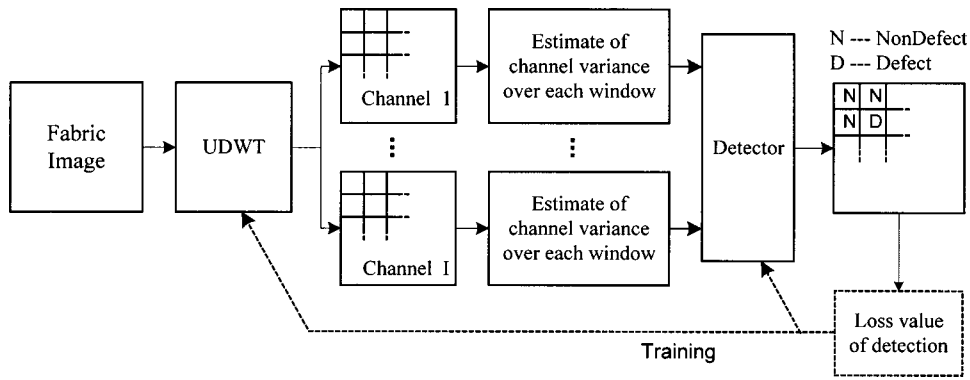 Fabric
Image
UDWT
Channel 1
Estimate of
channel variance
over each window
Channel I
Estimate of
channel variance
over each window
Detector
N --- NonDefect
D --- Defect
N N
N D
Loss value
of detection
Training